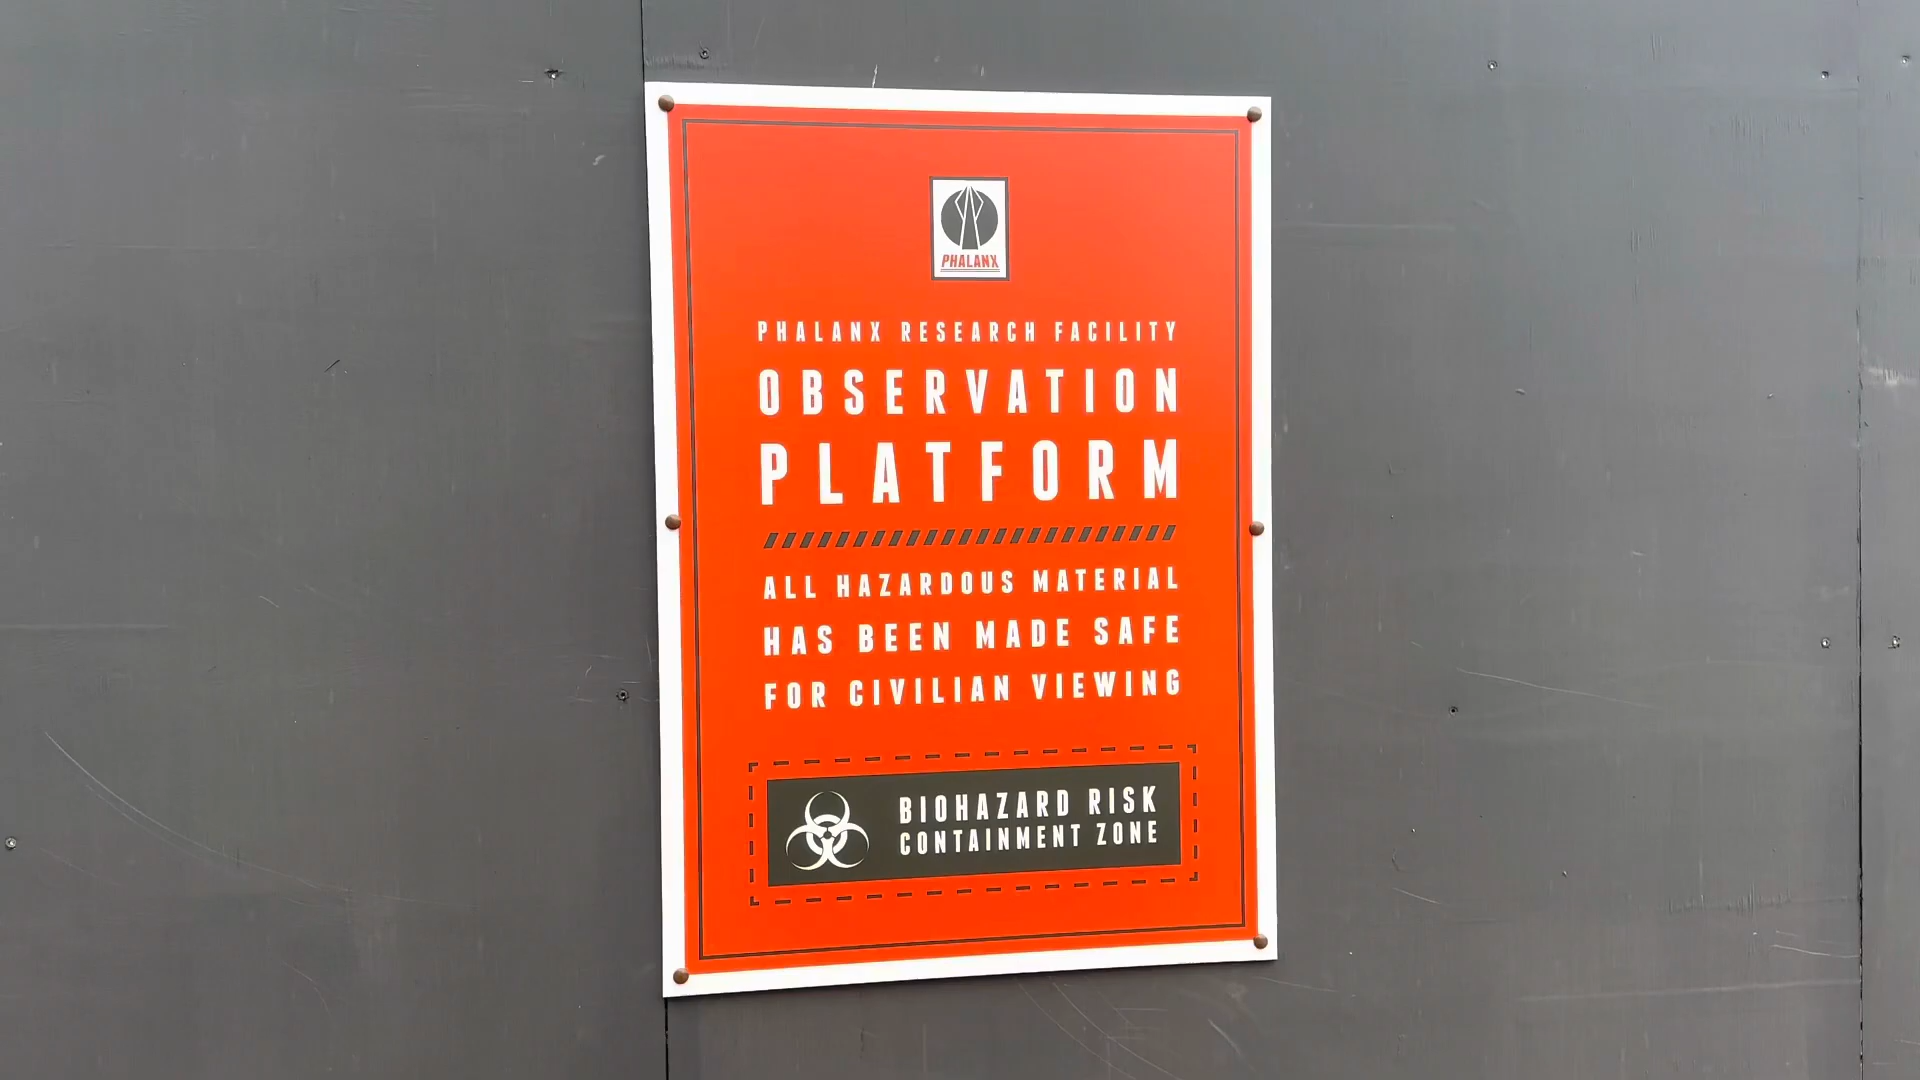 PHALANX
PHALANX RESEARCH FACILITY
OBSERVATION
PLATFORM
ALL HAZARDOUS MATERIAL
HAS BEEN MADE SAFE
FOR CIVILIAN VIEWING
BIOHAZARD RISK
CONTAINMENT ZONE